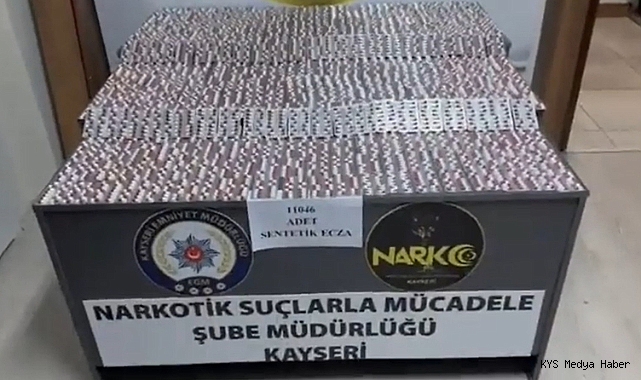 11046
ADET
SENTETİK ECZA
KAYSERİ EMNİYET MÜDÜRLÜĞÜ
EGM
NARKO
KAYSERİ
NARKOTİK SUÇLARLA MÜCADELE
ŞUBE MÜDÜRLÜĞÜ
KAYSERİ
KYS Medya Haber